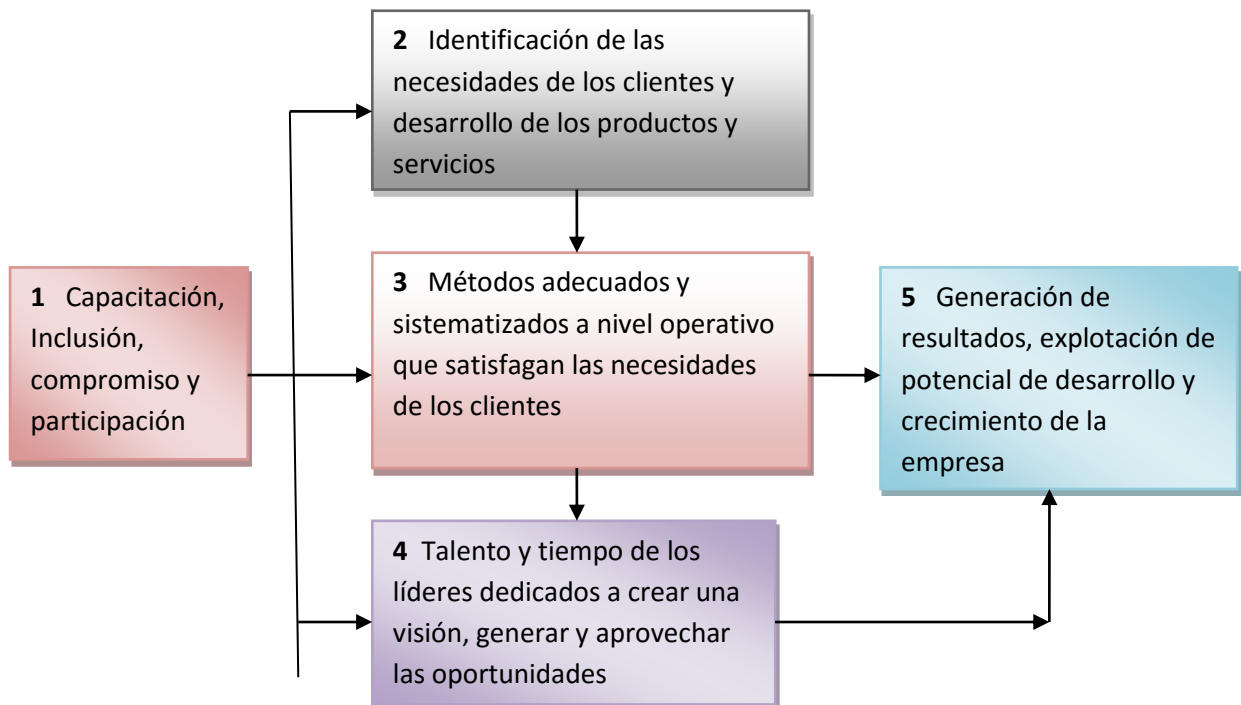 1 Capacitación,
Inclusión,
compromiso y
participación
2 Identificación de las
necesidades de los clientes y
desarrollo de los productos y
servicios
3 Métodos adecuados y
sistematizados a nivel operativo
que satisfagan las necesidades
de los clientes
4 Talento y tiempo de los
líderes dedicados a crear una
visión, generar y aprovechar
las oportunidades
5 Generación de
resultados, explotación de
potencial de desarrollo y
crecimiento de la
empresa